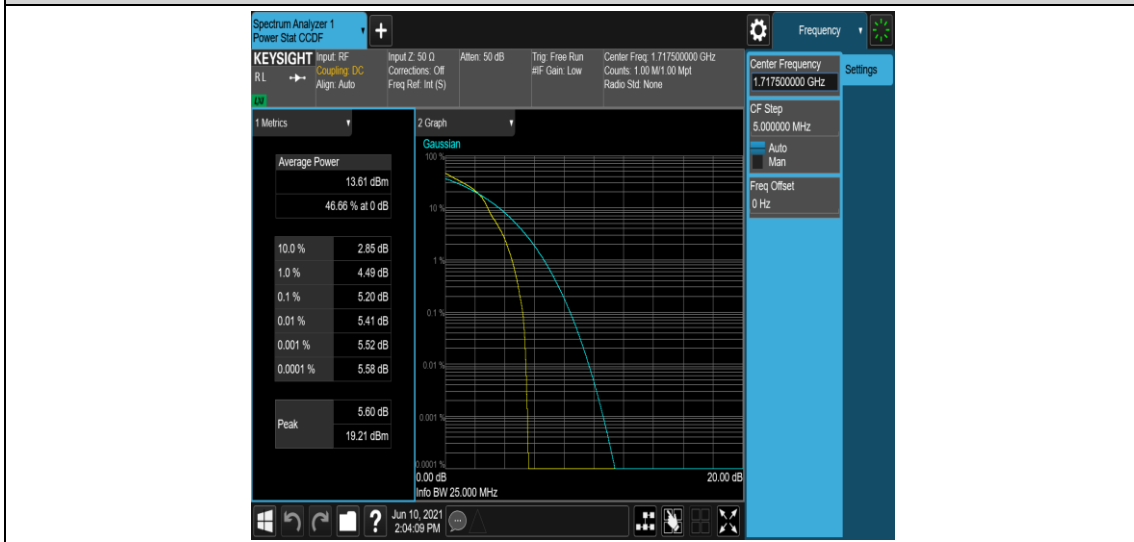 Spectrum Analyzer 1
Power Stat CCDF
+
Frequency
KEYSIGHT
RL
Input: RF
Coupling: DC
Align: Auto
Input Z: 50 Ω
Corrections: Off
Freq Ref: Int (S)
Atten: 50 dB
Trig: Free Run
#IF Gain: Low
Center Freq: 1.717500000 GHz
Counts: 1.00 M/1.00 Mpt
Radio Std: None
Center Frequency
1.717500000 GHz
Settings
CF Step
5.000000 MHz
Auto
Man
Freq Offset
0 Hz
1 Metrics
Average Power
13.61 dBm
46.66 % at 0 dB
10.0 % 2.85 dB
1.0 % 4.49 dB
0.1 % 5.20 dB
0.01 % 5.41 dB
0.001 % 5.52 dB
0.0001 % 5.58 dB
Peak
5.60 dB
19.21 dBm
2 Graph
Gaussian
100 %
10 %
1 %
0.1 %
0.01 %
0.001 %
0.0001 %
0.00 dB 20.00 dB
Info BW 25.000 MHz
?
Jun 10, 2021
2:04:09 PM